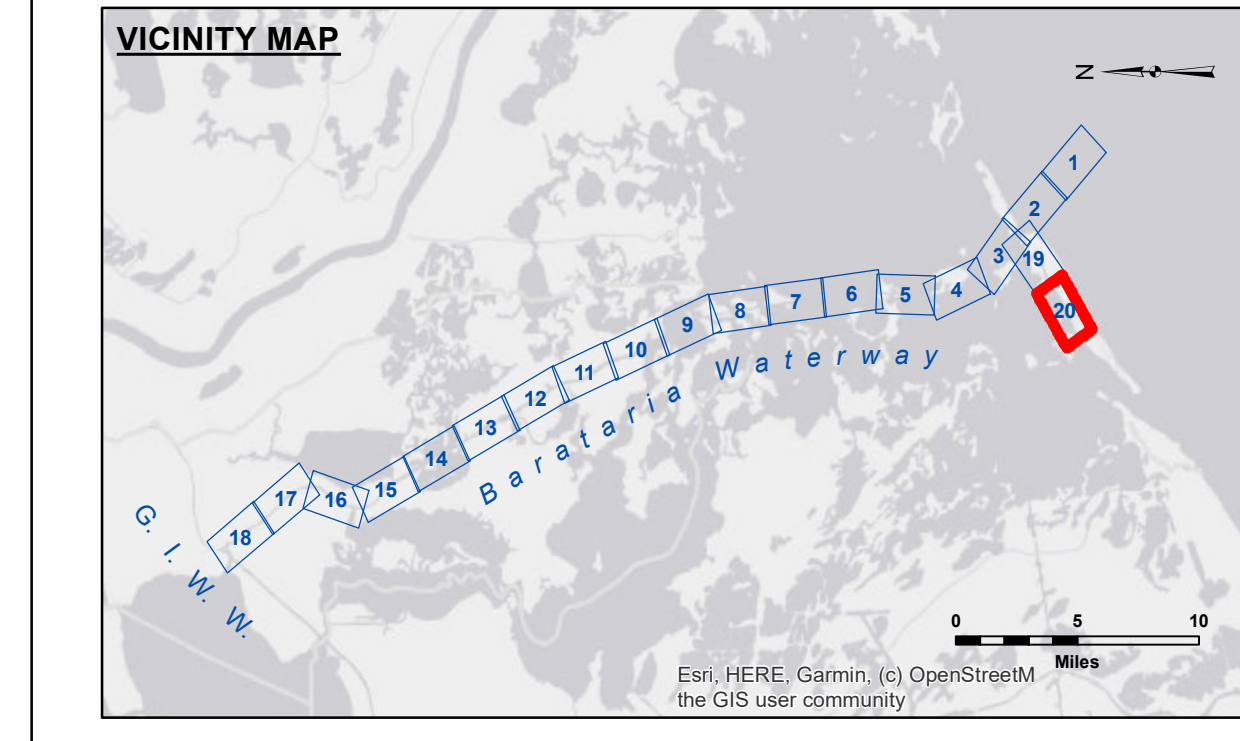 VICINITY MAP
N
1
2
3
19
20
4
5
6
7
8
9
10
11
12
13
14
15
16
17
18
Barataria Waterway
G. I. W. W.
0 5 10
Miles
Esri, HERE, Garmin, (c) OpenStreetM
the GIS user community